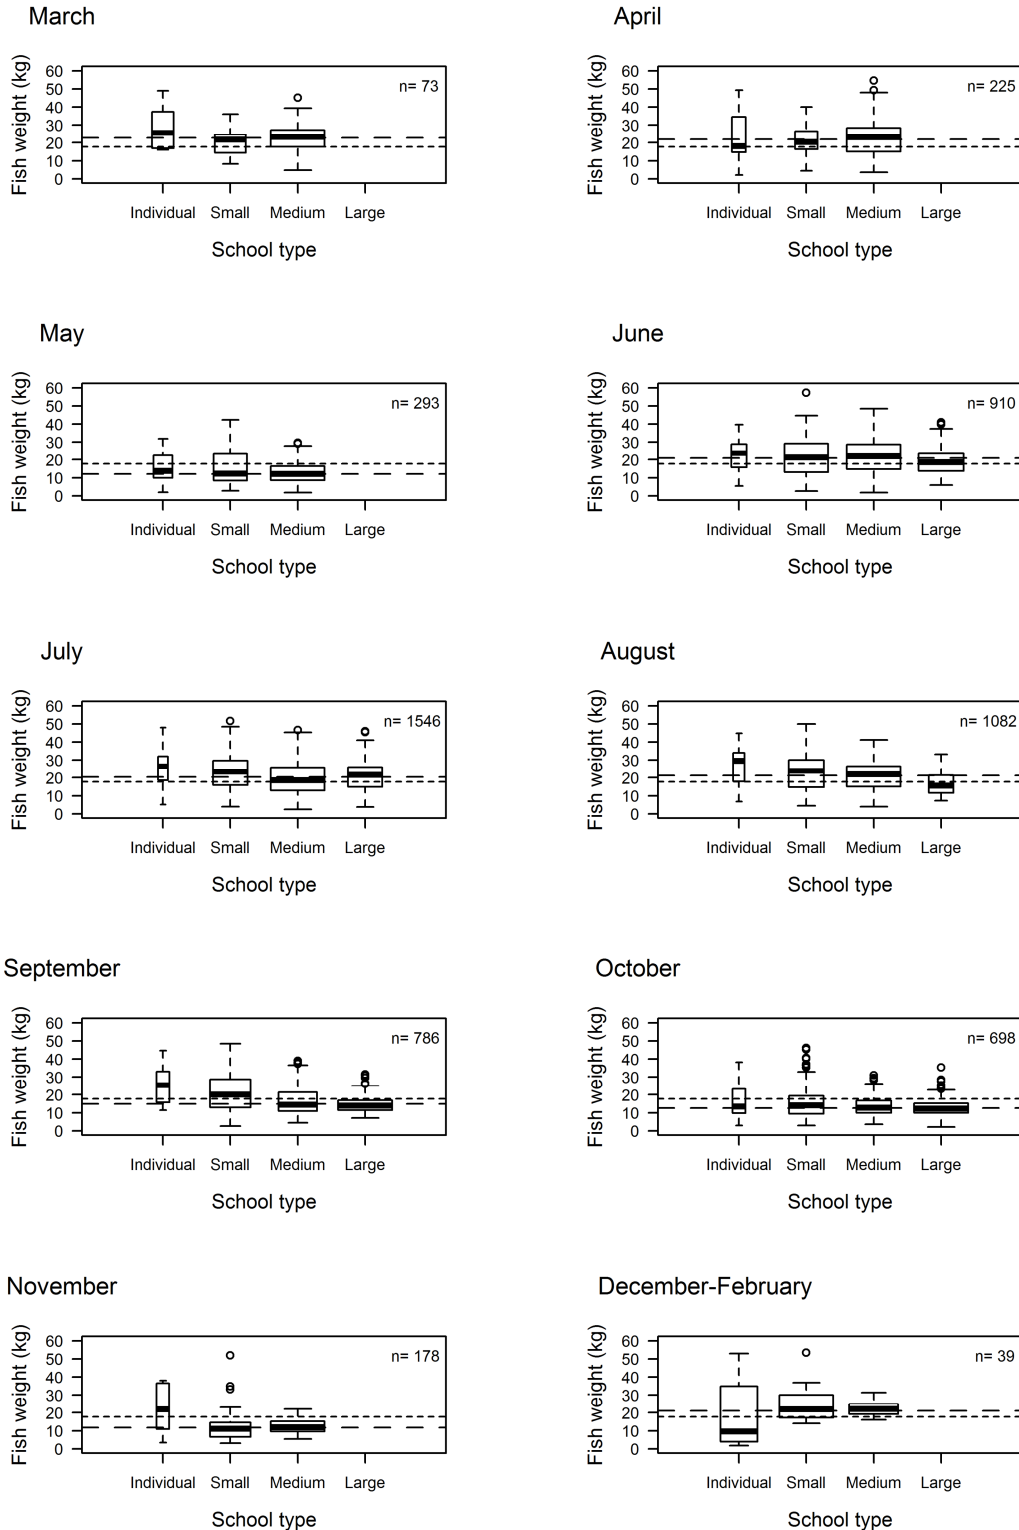 March
Fish weight (kg)
60
50
40
30
20
10
0
n= 73
Individual Small Medium Large
School type
April
Fish weight (kg)
60
50
40
30
20
10
0
n= 225
Individual Small Medium Large
School type
May
Fish weight (kg)
60
50
40
30
20
10
0
n= 293
Individual Small Medium Large
School type
June
Fish weight (kg)
60
50
40
30
20
10
0
n= 910
Individual Small Medium Large
School type
July
Fish weight (kg)
60
50
40
30
20
10
0
n= 1546
Individual Small Medium Large
School type
August
Fish weight (kg)
60
50
40
30
20
10
0
n= 1082
Individual Small Medium Large
School type
September
Fish weight (kg)
60
50
40
30
20
10
0
n= 786
Individual Small Medium Large
School type
October
Fish weight (kg)
60
50
40
30
20
10
0
n= 698
Individual Small Medium Large
School type
November
Fish weight (kg)
60
50
40
30
20
10
0
n= 178
Individual Small Medium Large
School type
December-February
Fish weight (kg)
60
50
40
30
20
10
0
n= 39
Individual Small Medium Large
School type